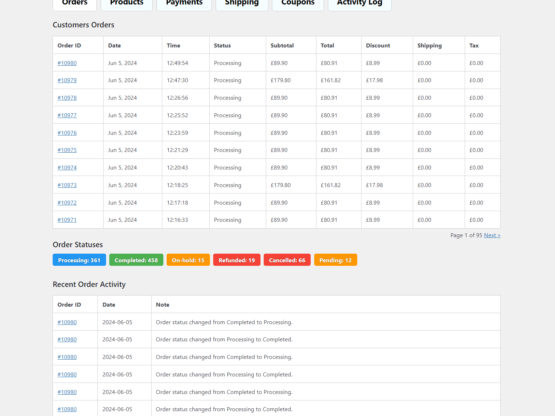 Orders Products Payments Shipping Coupons Activity Log
Customers Orders
Order ID Date Time Status Subtotal Total Discount Shipping Tax
#10980 Jun 5, 2024 12:49:54 Processing £89.90 £80.91 £8.99 £0.00 £0.00
#10979 Jun 5, 2024 12:47:30 Processing £179.80 £161.82 £17.98 £0.00 £0.00
#10978 Jun 5, 2024 12:26:56 Processing £89.90 £80.91 £8.99 £0.00 £0.00
#10977 Jun 5, 2024 12:25:52 Processing £89.90 £80.91 £8.99 £0.00 £0.00
#10976 Jun 5, 2024 12:23:59 Processing £89.90 £80.91 £8.99 £0.00 £0.00
#10975 Jun 5, 2024 12:21:29 Processing £89.90 £80.91 £8.99 £0.00 £0.00
#10974 Jun 5, 2024 12:20:43 Processing £89.90 £80.91 £8.99 £0.00 £0.00
#10973 Jun 5, 2024 12:18:25 Processing £179.80 £161.82 £17.98 £0.00 £0.00
#10972 Jun 5, 2024 12:17:18 Processing £89.90 £80.91 £8.99 £0.00 £0.00
#10971 Jun 5, 2024 12:16:33 Processing £89.90 £80.91 £8.99 £0.00 £0.00
Page 1 of 95 Next »
Order Statuses
Processing: 361 Completed: 458 On-hold: 15 Refunded: 19 Cancelled: 66 Pending: 12
Recent Order Activity
Order ID Date Note
#10980 2024-06-05 Order status changed from Completed to Processing.
#10980 2024-06-05 Order status changed from Processing to Completed.
#10980 2024-06-05 Order status changed from Completed to Processing.
#10980 2024-06-05 Order status changed from Processing to Completed.
#10980 2024-06-05 Order status changed from Completed to Processing.
#10980 2024-06-05 Order status changed from Processing to Completed.